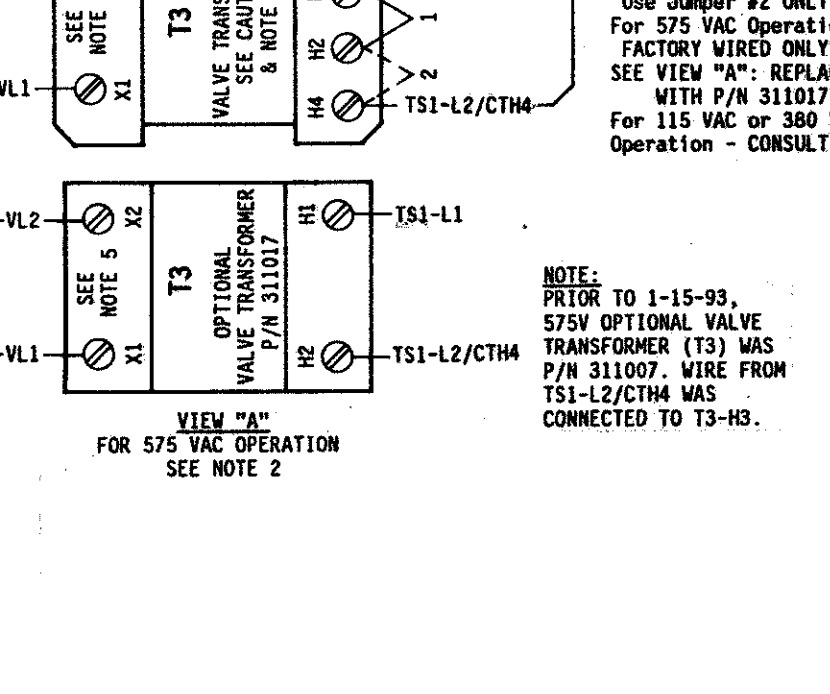 SEE
NOTE
T3
VALVE TRANS
SEE CAUT
& NOTE
VL1
X1
H2
H4
1
2
TS1-L2/CTH4
Use Jumper #2 ONLY
For 575 VAC Operati
FACTORY WIRED ONLY
SEE VIEW "A": REPLA
WITH P/N 311017
For 115 VAC or 380
Operation - CONSULT
-VL2
X2
SEE
NOTE 5
-VL1
X1
T3
OPTIONAL
VALVE TRANSFORMER
P/N 311017
H1
TS1-L1
H2
TS1-L2/CTH4
VIEW "A"
FOR 575 VAC OPERATION
SEE NOTE 2
NOTE:
PRIOR TO 1-15-93,
575V OPTIONAL VALVE
TRANSFORMER (T3) WAS
P/N 311007. WIRE FROM
TS1-L2/CTH4 WAS
CONNECTED TO T3-H3.